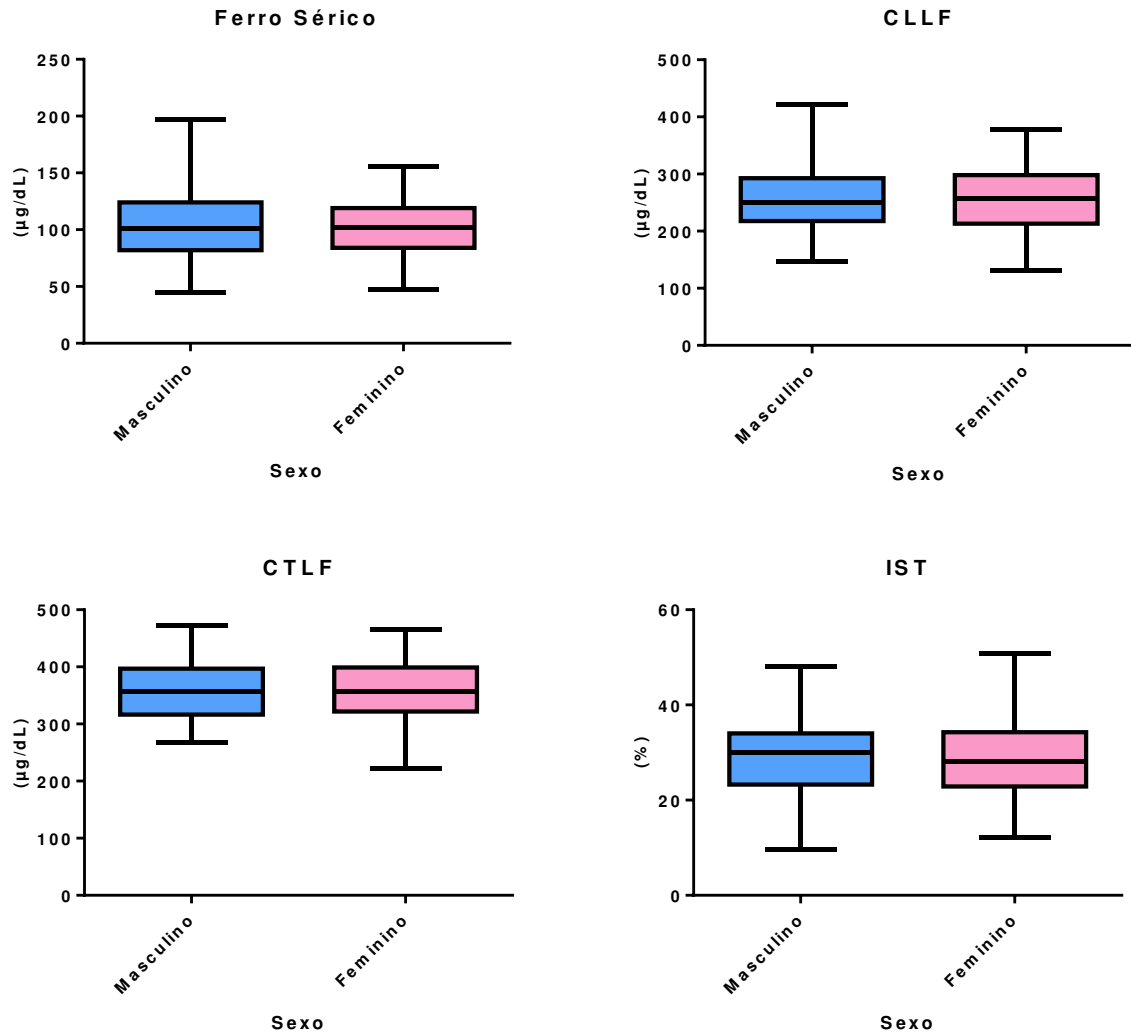 Ferro Sérico
250
200
150
100
50
0
(µg/dL)
Masculino
Feminino
Sexo
CLLF
500
400
300
200
100
0
(µg/dL)
Masculino
Feminino
Sexo
CTLF
500
400
300
200
100
0
(µg/dL)
Masculino
Feminino
Sexo
IST
60
40
20
0
(%)
Masculino
Feminino
Sexo